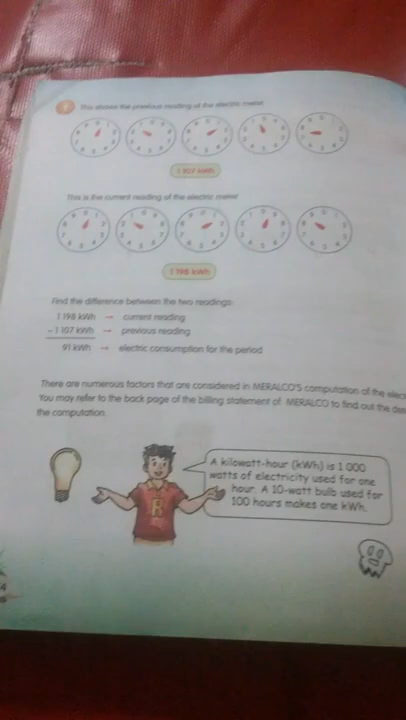 This shows the previous reading of the electric meter
1 107 kWh
This is the current reading of the electric meter
1 198 kWh
Find the difference between the two readings:
1 198 kWh → current reading
– 1 107 kWh → previous reading
91 kWh → electric consumption for the period
There are numerous factors that are considered in MERALCO'S computation of the
You may refer to the back page of the billing statement of MERALCO to find out the
the computation.
A kilowatt-hour (kWh) is 1 000
watts of electricity used for one
hour. A 10-watt bulb used for
100 hours makes one kWh.
R